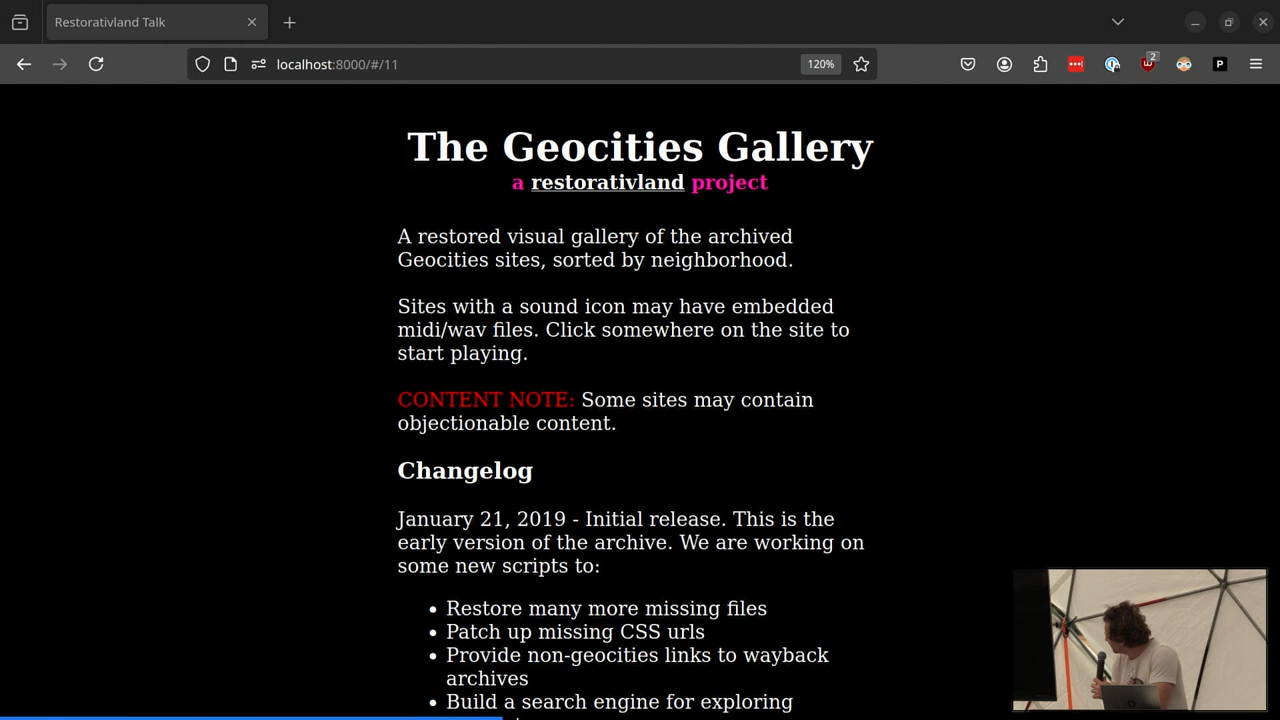 Restorativland Talk
localhost:8000/#/11
120%
2
P
The Geocities Gallery
a restorativland project
A restored visual gallery of the archived
Geocities sites, sorted by neighborhood.
Sites with a sound icon may have embedded
midi/wav files. Click somewhere on the site to
start playing.
CONTENT NOTE: Some sites may contain
objectionable content.
Changelog
January 21, 2019 - Initial release. This is the
early version of the archive. We are working on
some new scripts to:
• Restore many more missing files
• Patch up missing CSS urls
• Provide non-geocities links to wayback
archives
• Build a search engine for exploring